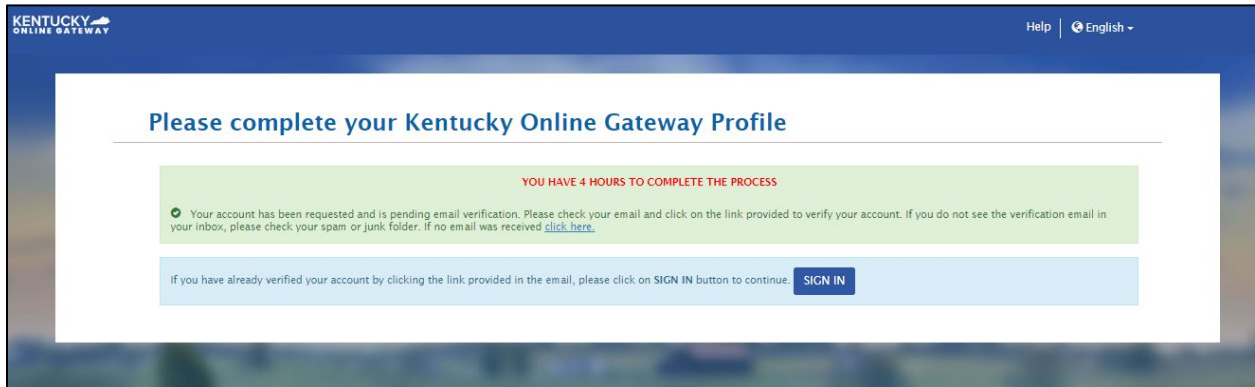 KENTUCKY
ONLINE GATEWAY
Help
English
Please complete your Kentucky Online Gateway Profile
YOU HAVE 4 HOURS TO COMPLETE THE PROCESS
Your account has been requested and is pending email verification. Please check your email and click on the link provided to verify your account. If you do not see the verification email in
your inbox, please check your spam or junk folder. If no email was received click here.
If you have already verified your account by clicking the link provided in the email, please click on SIGN IN button to continue. SIGN IN